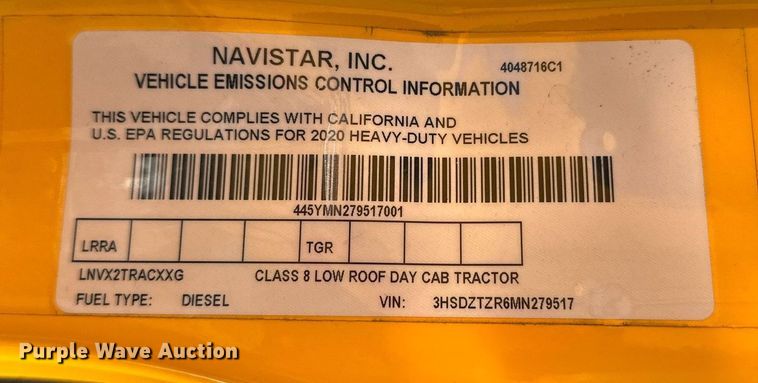 NAVISTAR, INC.
4048716C1
VEHICLE EMISSIONS CONTROL INFORMATION
THIS VEHICLE COMPLIES WITH CALIFORNIA AND
U.S. EPA REGULATIONS FOR 2020 HEAVY-DUTY VEHICLES
445YMN279517001
LRRA TGR
LNVX2TRACXXG CLASS 8 LOW ROOF DAY CAB TRACTOR
FUEL TYPE: DIESEL VIN: 3HSDZTZR6MN279517
Purple Wave Auction